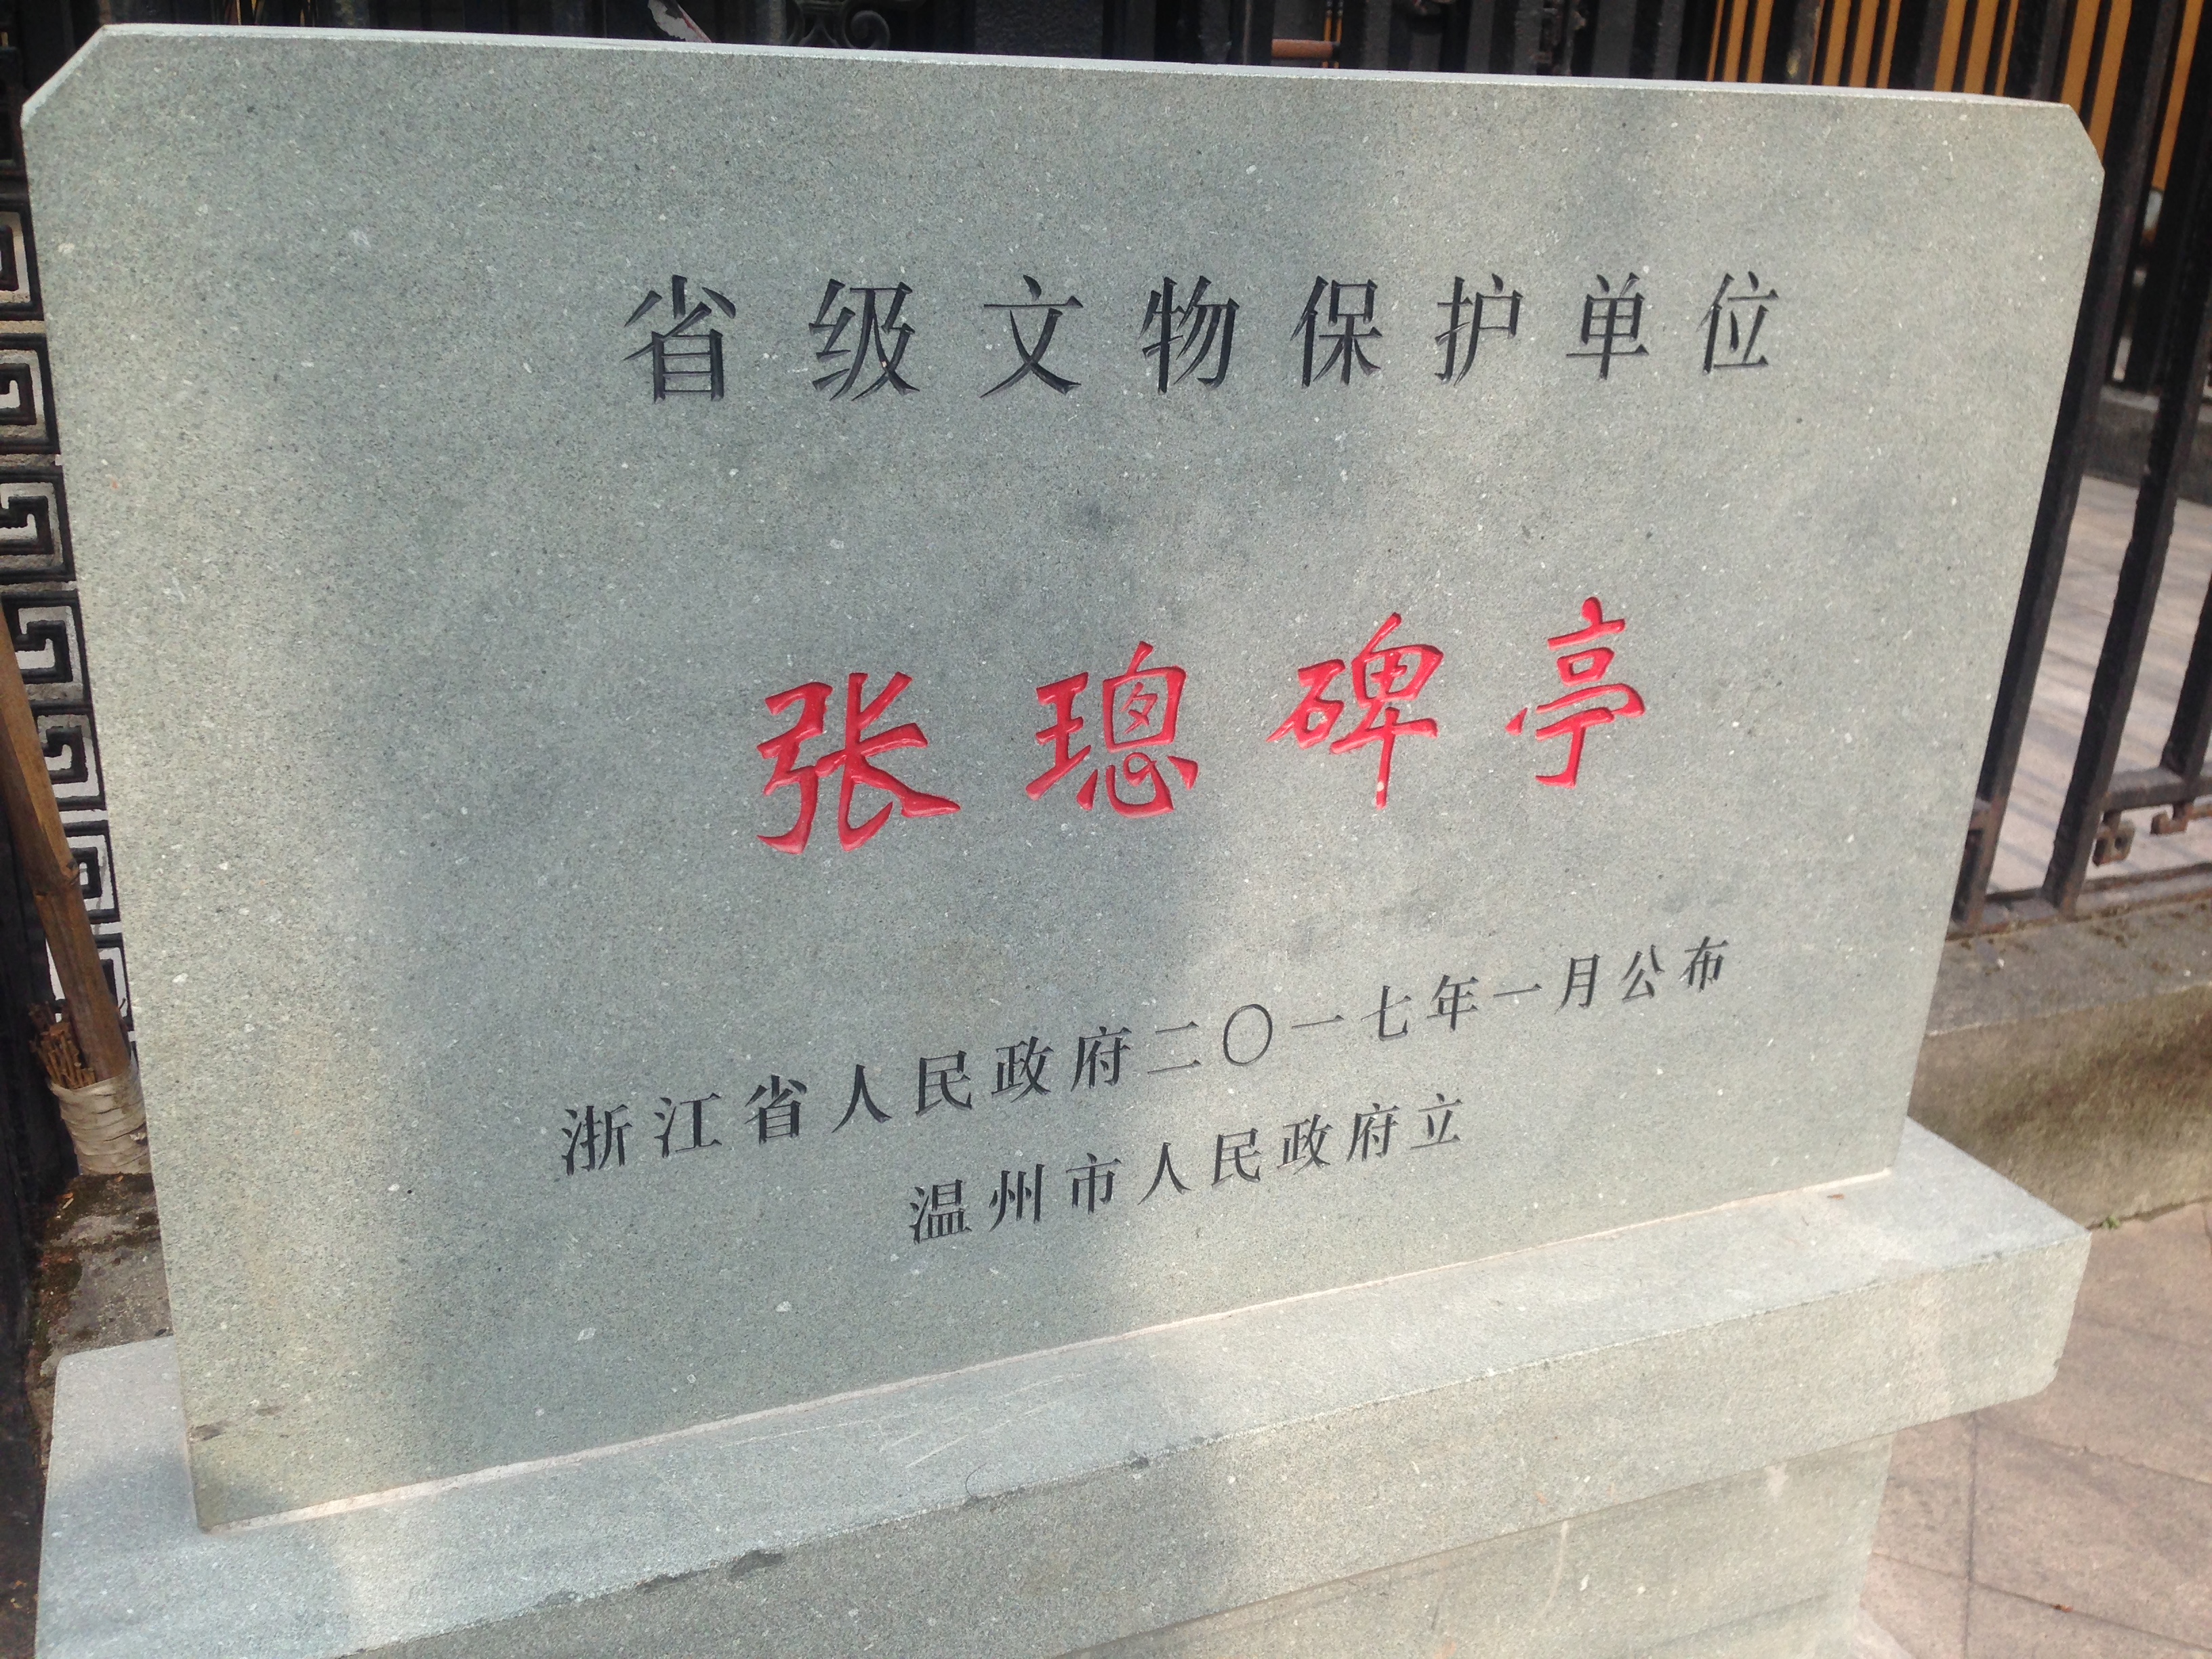 省级文物保护单位
张璁碑亭
浙江省人民政府二〇一七年一月公布
温州市人民政府立